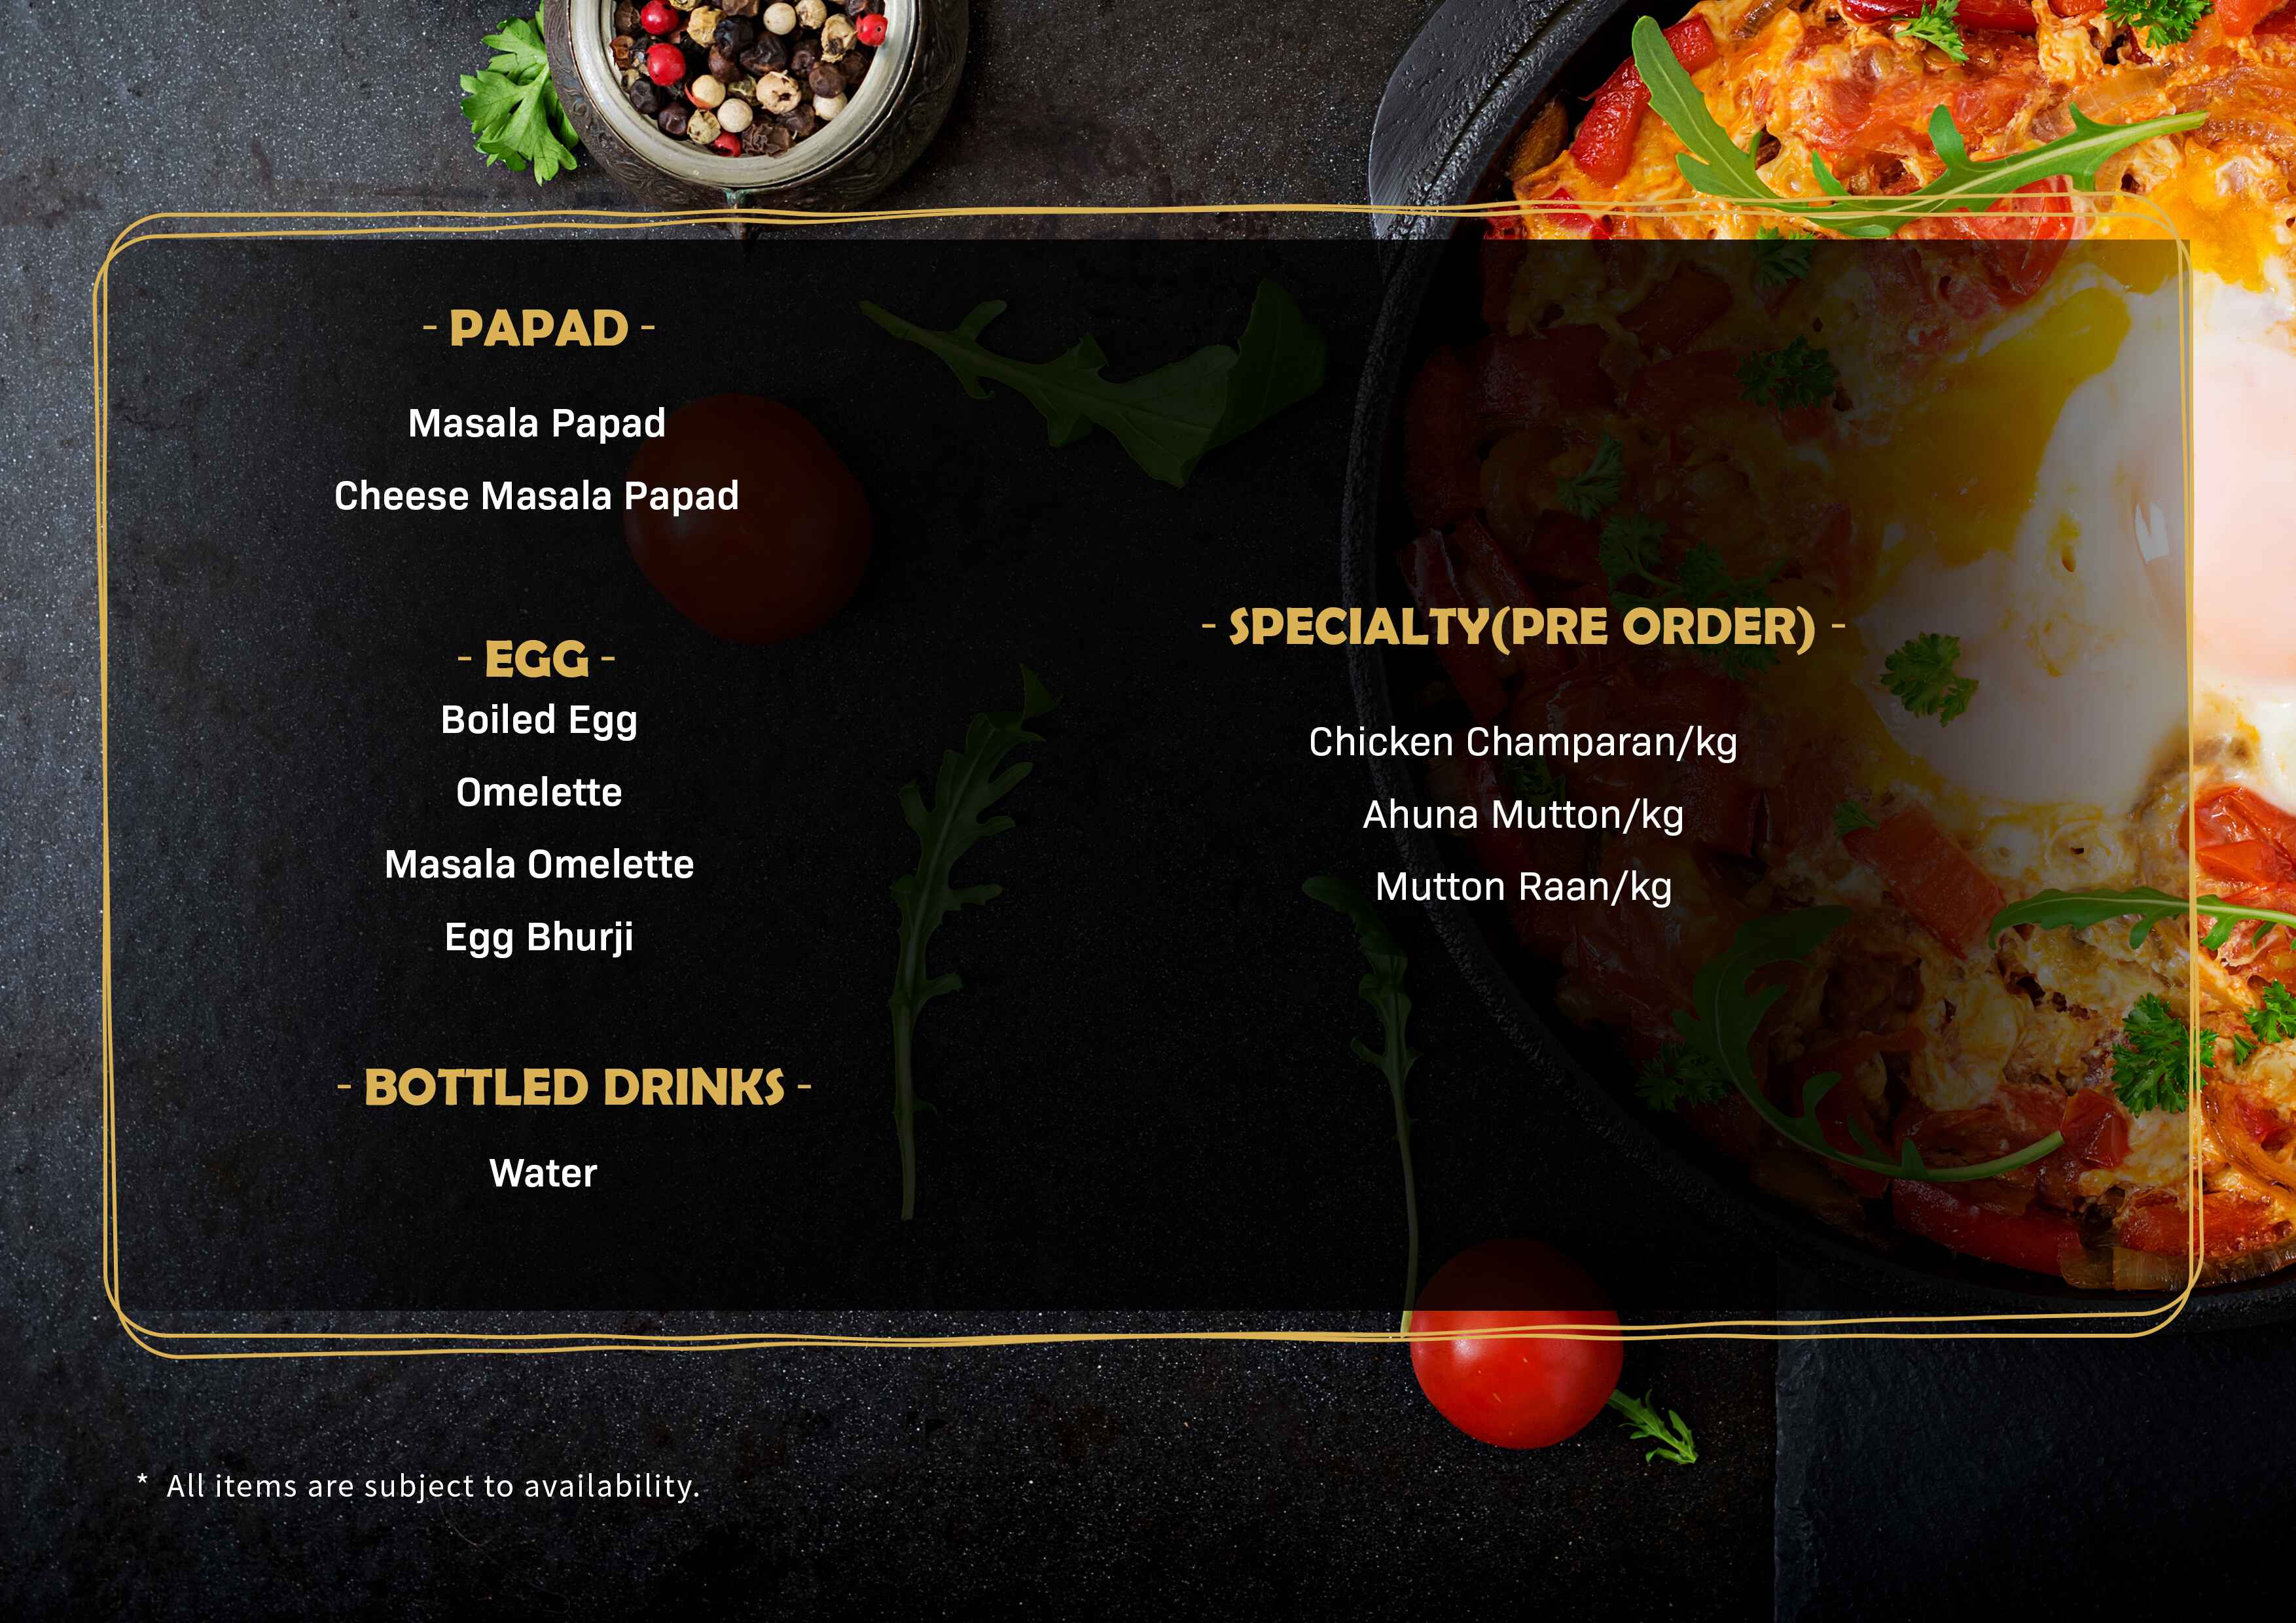 - PAPAD -
Masala Papad
Cheese Masala Papad
- EGG -
Boiled Egg
Omelette
Masala Omelette
Egg Bhurji
- BOTTLED DRINKS -
Water
- SPECIALTY(PRE ORDER) -
Chicken Champaran/kg
Ahuna Mutton/kg
Mutton Raan/kg
* All items are subject to availability.